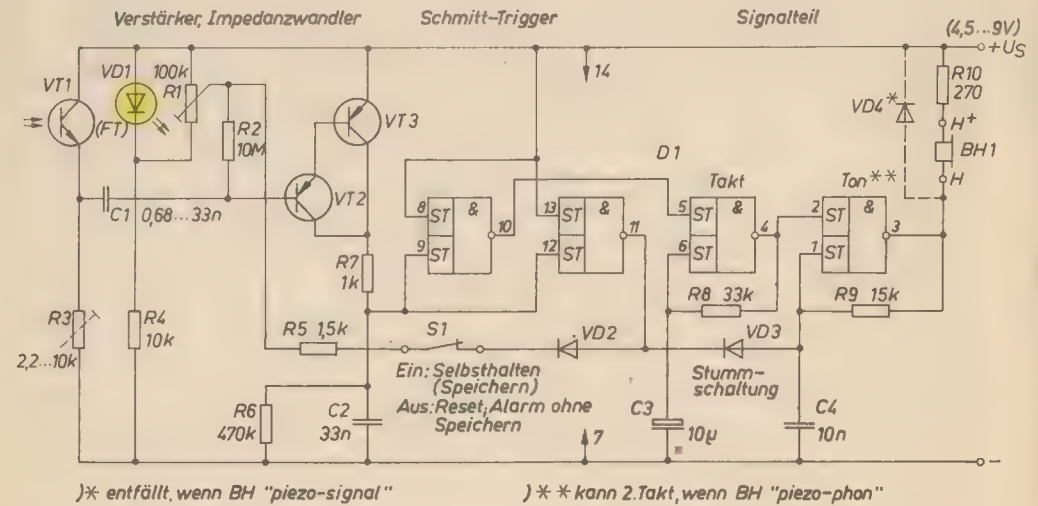 Verstärker, Impedanzwandler
Schmitt-Trigger
Signalteil
(4,5...9V)
+US
VT1
VD1
100k
R1
(FT)
R2
10M
VT3
VT2
C1 0,68...33n
14
VD4*
R10
270
H+
BH1
H
D1
Takt
Ton**
8 ST &
9 ST
10
13 ST &
12 ST
11
5 ST &
6 ST
4
2 ST &
1 ST
3
R7
1k
R8 33k
R9 15k
R3
2,2...10k
R4
10k
R5 1,5k
S1
VD2
VD3
Ein: Selbsthalten
(Speichern)
Aus: Reset; Alarm ohne
Speichern
Stumm-
schaltung
R6
470k
C2
33n
7
C3
10µ
C4
10n
-
)* entfällt, wenn BH "piezo-signal"
)** kann 2.Takt, wenn BH "piezo-phon"